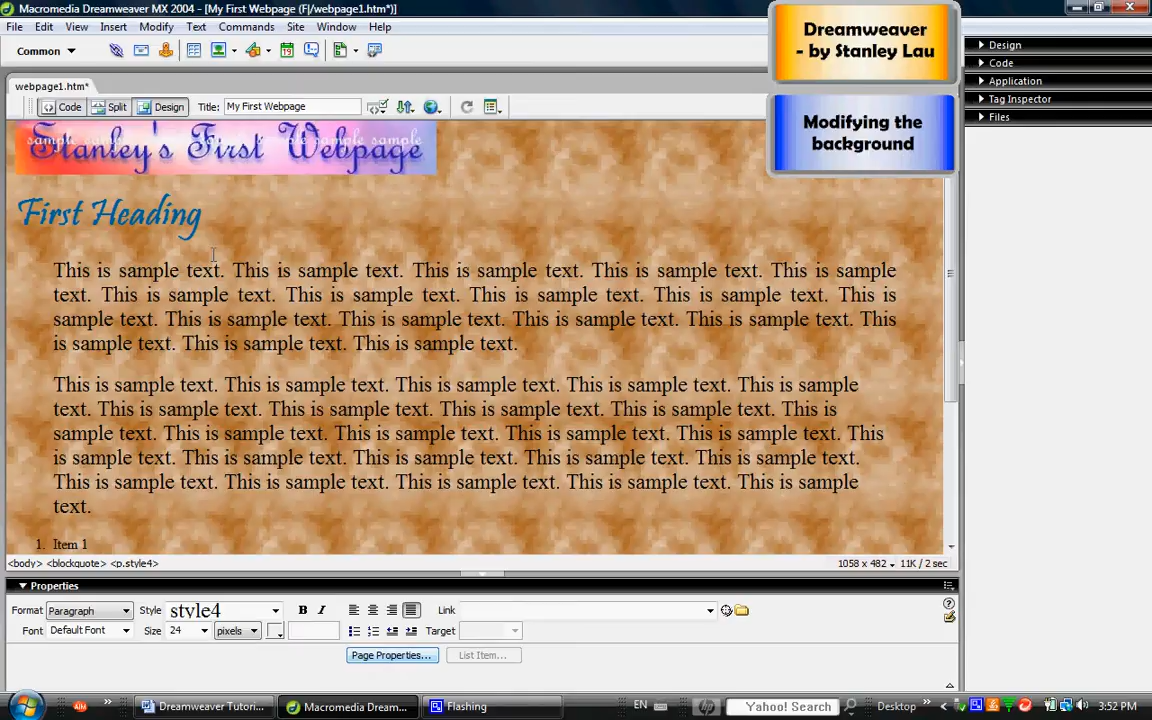 Macromedia Dreamweaver MX 2004 - [My First Webpage (F|/webpage1.htm*)]
File Edit View Insert Modify Text Commands Site Window Help
Common
webpage1.htm*
Code Split Design Title: My First Webpage
Dreamweaver
- by Stanley Lau
Modifying the
background
Design
Code
Application
Tag Inspector
Files
Stanley's First Webpage
First Heading
This is sample text. This is sample text. This is sample text. This is sample text. This is sample
text. This is sample text. This is sample text. This is sample text. This is sample text. This is
sample text. This is sample text. This is sample text. This is sample text. This is sample text. This
is sample text. This is sample text. This is sample text.
This is sample text. This is sample text. This is sample text. This is sample text. This is sample
text. This is sample text. This is sample text. This is sample text. This is sample text. This is
sample text. This is sample text. This is sample text. This is sample text. This is sample text. This
is sample text. This is sample text. This is sample text. This is sample text. This is sample text.
This is sample text. This is sample text. This is sample text. This is sample text. This is sample
text.
1. Item 1
<body> <blockquote> <p.style4> 1058 x 482 11K / 2 sec
Properties
Format Paragraph Style style4 B I Link
Font Default Font Size 24 pixels Target
Page Properties... List Item...
Dreamweaver Tutori... Macromedia Dream... Flashing EN Yahoo! Search Desktop 3:52 PM